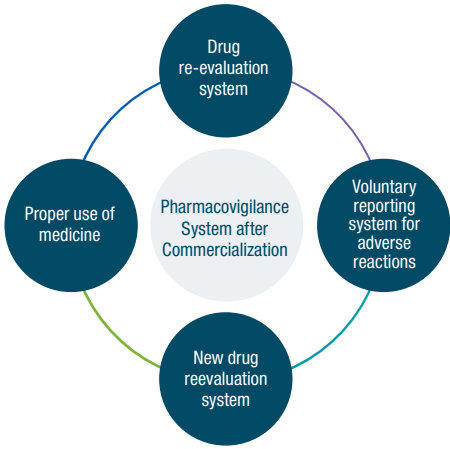 Drug
re-evaluation
system
Proper use of
medicine
Pharmacovigilance
System after
Commercialization
Voluntary
reporting
system for
adverse
reactions
New drug
reevaluation
system